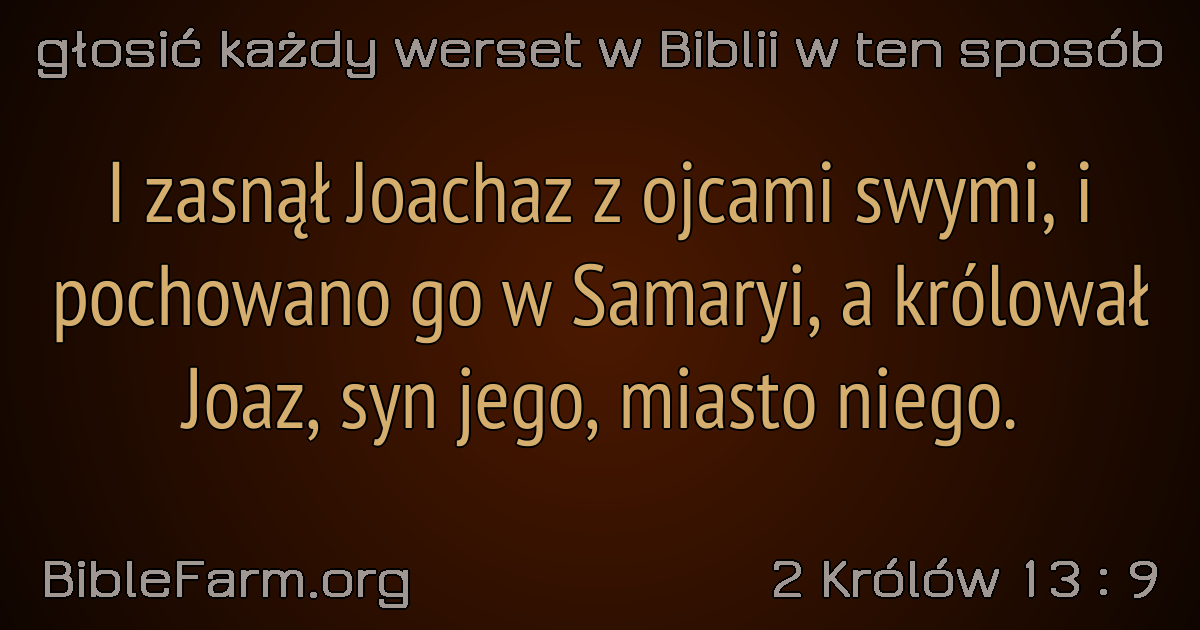 głosić każdy werset w Biblii w ten sposób
I zasnął Joachaz z ojcami swymi, i
pochowano go w Samaryi, a królował
Joaz, syn jego, miasto niego.
BibleFarm.org
2 Królów 13 : 9